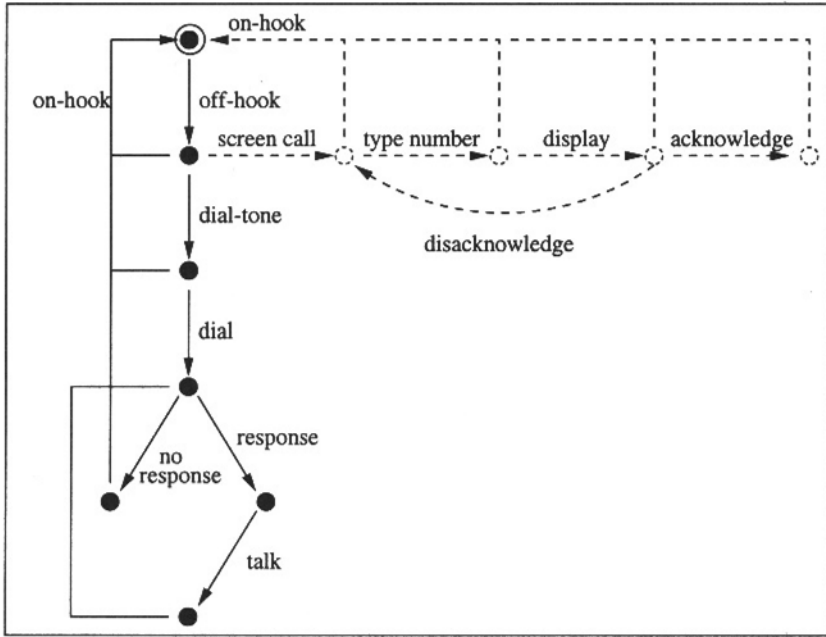 on-hook
on-hook
off-hook
screen call
type number
display
acknowledge
dial-tone
disacknowledge
dial
response
no
response
talk